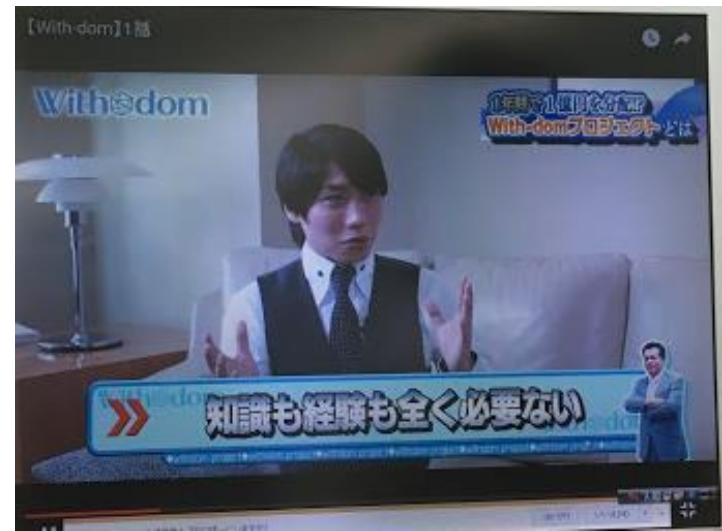 【With-dom】1話
With dom
1年間で1億円を分配!?
With-domプロジェクトとは
知識も経験も全く必要ない